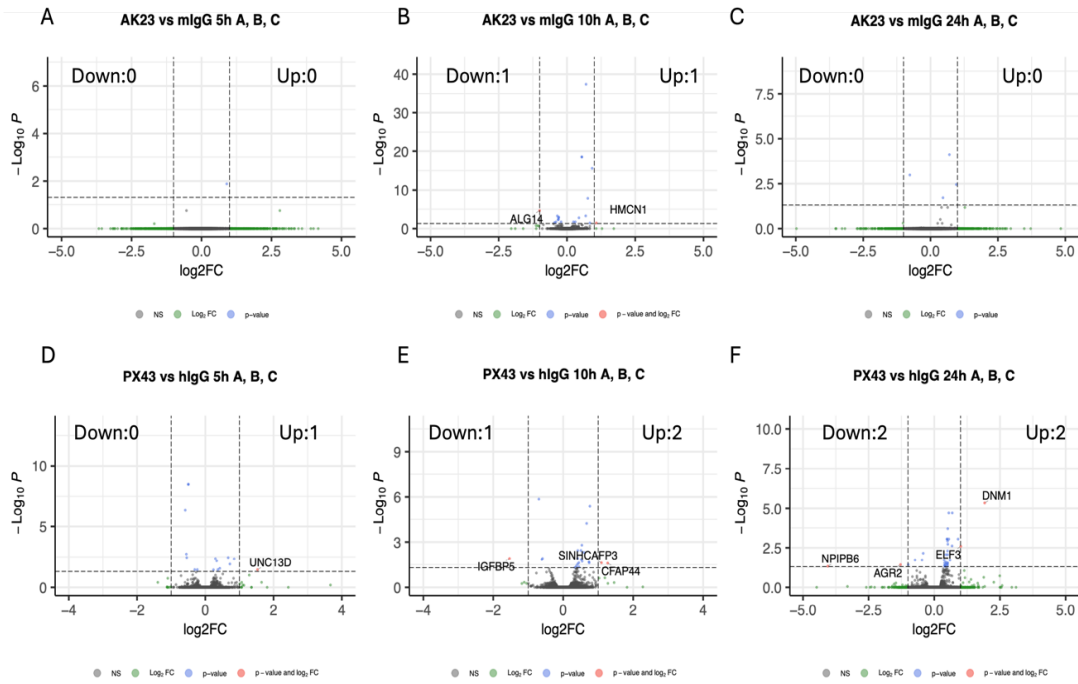 A
AK23 vs mIgG 5h A, B, C
Down:0
Up:0
− Log10 P
6
4
2
0
−5.0
−2.5
0.0
2.5
5.0
log2FC
NS
Log2 FC
p−value
B
AK23 vs mIgG 10h A, B, C
Down:1
Up:1
− Log10 P
40
30
20
10
0
ALG14
HMCN1
−5.0
−2.5
0.0
2.5
5.0
log2FC
NS
Log2 FC
p−value
p − value and log2 FC
C
AK23 vs mIgG 24h A, B, C
Down:0
Up:0
− Log10 P
7.5
5.0
2.5
0.0
−5.0
−2.5
0.0
2.5
5.0
log2FC
NS
Log2 FC
p−value
D
PX43 vs hIgG 5h A, B, C
Down:0
Up:1
− Log10 P
10
5
0
UNC13D
−4
−2
0
2
4
log2FC
NS
Log2 FC
p−value
p − value and log2 FC
E
PX43 vs hIgG 10h A, B, C
Down:1
Up:2
− Log10 P
9
6
3
0
IGFBP5
SINHCAFP3
CFAP44
−4
−2
0
2
4
log2FC
NS
Log2 FC
p−value
p − value and log2 FC
F
PX43 vs hIgG 24h A, B, C
Down:2
Up:2
− Log10 P
10.0
7.5
5.0
2.5
0.0
DNM1
NPIPB6
ELF3
AGR2
−5.0
−2.5
0.0
2.5
5.0
log2FC
NS
Log2 FC
p−value
p − value and log2 FC